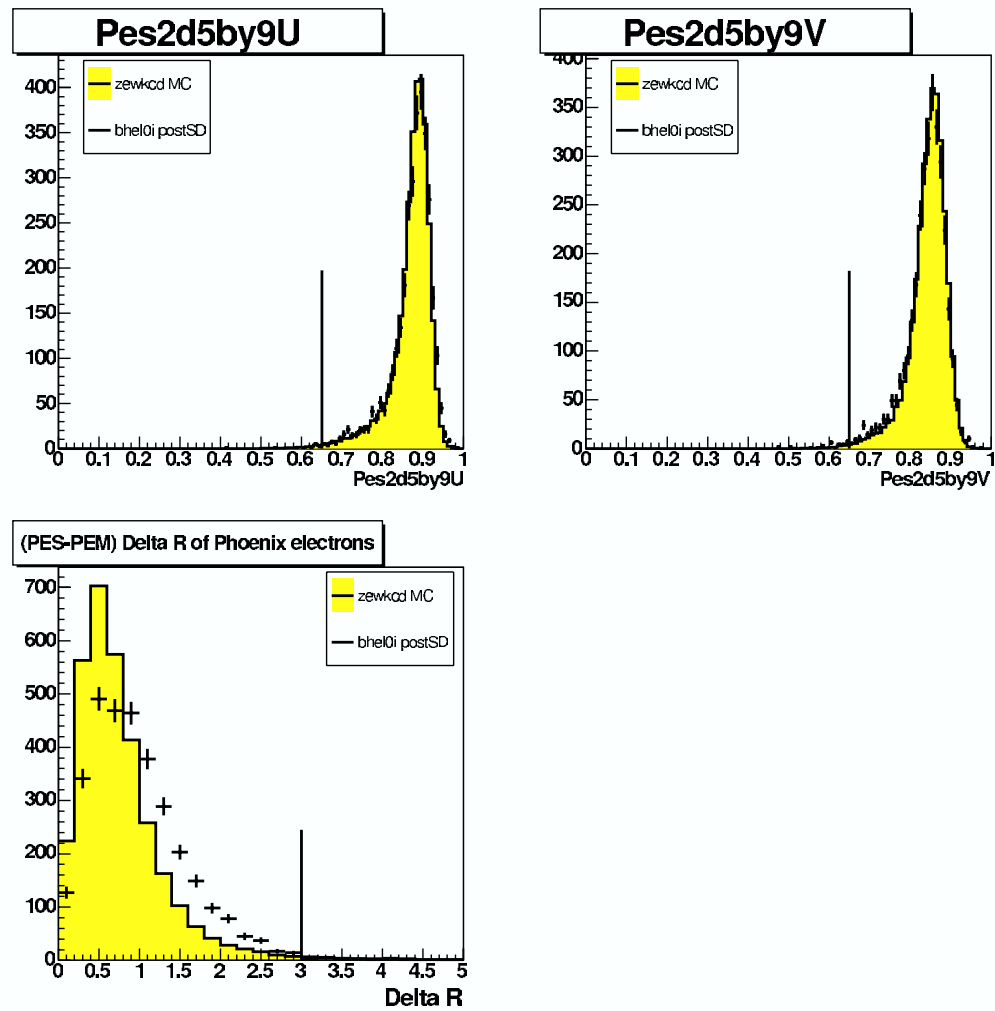 Pes2d5by9U
zewkcd MC
bhel0i postSD
400
350
300
250
200
150
100
50
0
0 0.1 0.2 0.3 0.4 0.5 0.6 0.7 0.8 0.9 1
Pes2d5by9U
Pes2d5by9V
zewkcd MC
bhel0i postSD
400
350
300
250
200
150
100
50
0
0 0.1 0.2 0.3 0.4 0.5 0.6 0.7 0.8 0.9 1
Pes2d5by9V
(PES-PEM) Delta R of Phoenix electrons
zewkcd MC
bhel0i postSD
700
600
500
400
300
200
100
0
0 0.5 1 1.5 2 2.5 3 3.5 4 4.5 5
Delta R